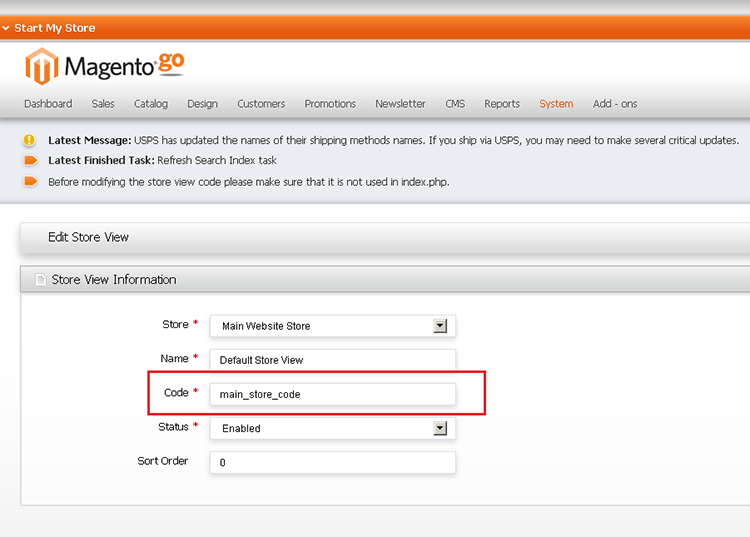 Start My Store
Magento go
Dashboard Sales Catalog Design Customers Promotions Newsletter CMS Reports System Add - ons
Latest Message: USPS has updated the names of their shipping methods names. If you ship via USPS, you may need to make several critical updates.
Latest Finished Task: Refresh Search Index task
Before modifying the store view code please make sure that it is not used in index.php.
Edit Store View
Store View Information
Store * Main Website Store
Name * Default Store View
Code * main_store_code
Status * Enabled
Sort Order 0